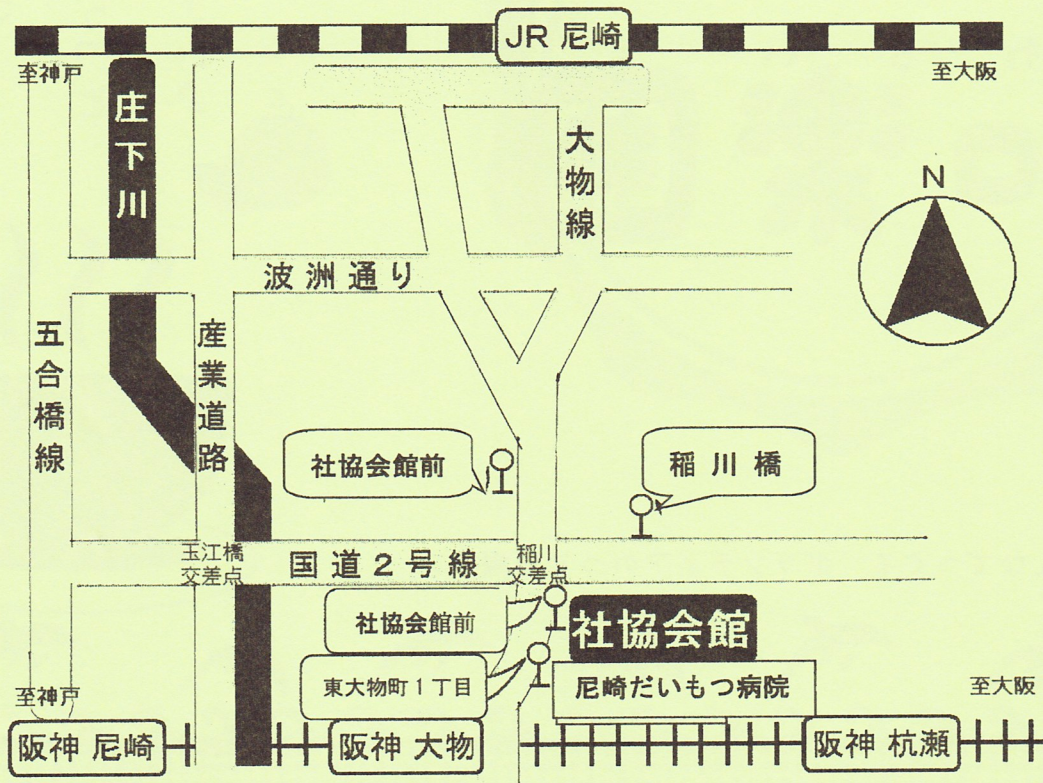 JR 尼崎
至神戸
至大阪
庄下川
大物線
N
波洲通り
五合橋線
産業道路
社協会館前
稲川橋
玉江橋
交差点
国道2号線
稲川
交差点
社協会館前
社協会館
東大物町1丁目
尼崎だいもつ病院
至神戸
至大阪
阪神 尼崎
阪神 大物
阪神 杭瀬